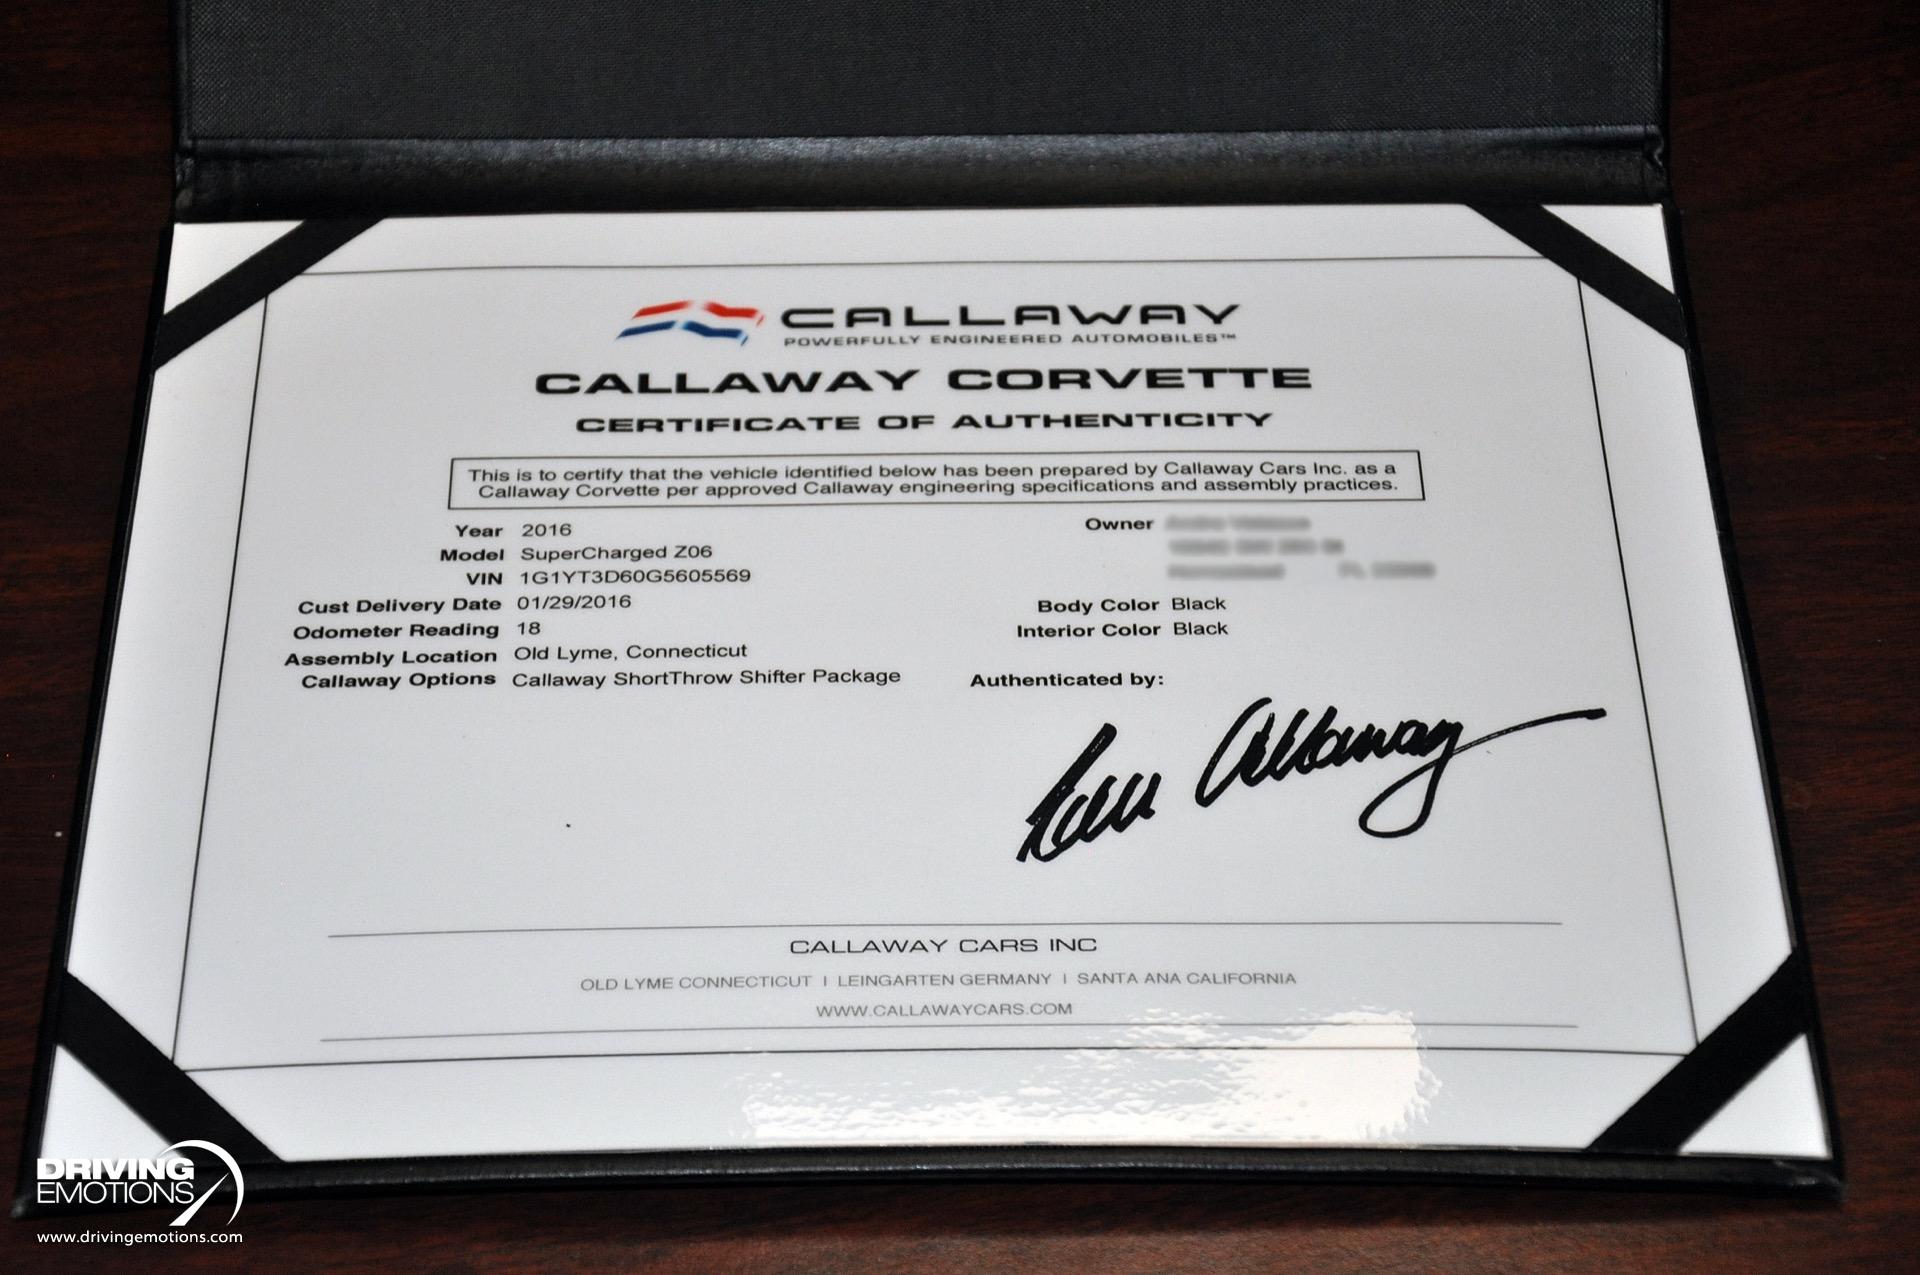 CALLAWAY
POWERFULLY ENGINEERED AUTOMOBILES™
CALLAWAY CORVETTE
CERTIFICATE OF AUTHENTICITY
This is to certify that the vehicle identified below has been prepared by Callaway Cars Inc. as a
Callaway Corvette per approved Callaway engineering specifications and assembly practices.
Year 2016
Model SuperCharged Z06
VIN 1G1YT3D60G5605569
Cust Delivery Date 01/29/2016
Odometer Reading 18
Assembly Location Old Lyme, Connecticut
Callaway Options Callaway ShortThrow Shifter Package
Owner
Body Color Black
Interior Color Black
Authenticated by:
Callaway
CALLAWAY CARS INC
OLD LYME CONNECTICUT | LEINGARTEN GERMANY | SANTA ANA CALIFORNIA
WWW.CALLAWAYCARS.COM
DRIVING
EMOTIONS
www.drivingemotions.com